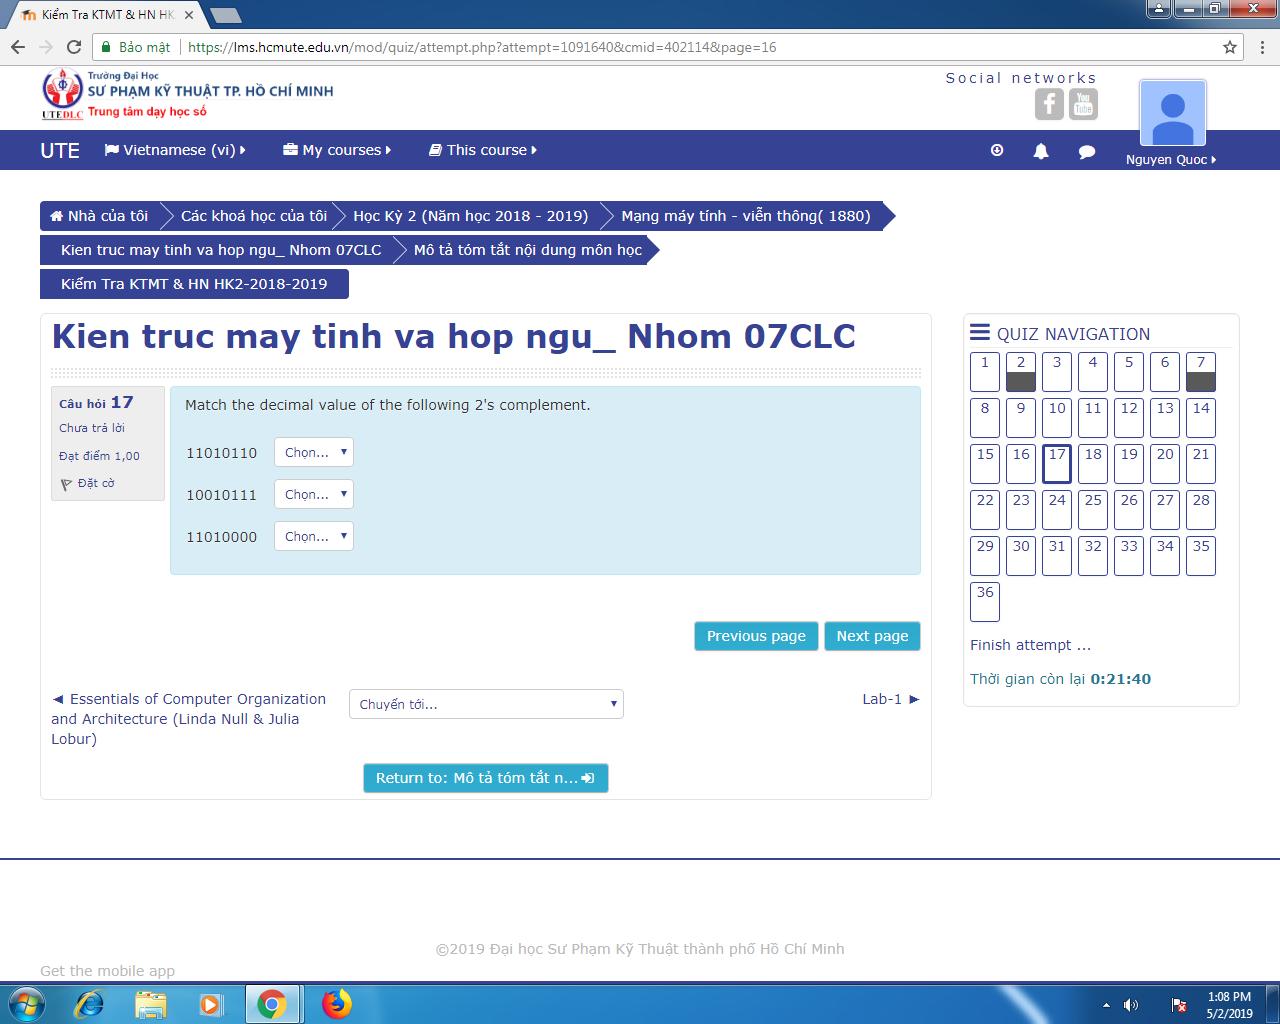 Kiểm Tra KTMT & HN HK
Bảo mật
https://lms.hcmute.edu.vn/mod/quiz/attempt.php?attempt=1091640&cmid=402114&page=16
Trường Đại Học
SƯ PHẠM KỸ THUẬT TP. HỒ CHÍ MINH
UTEDLC Trung tâm dạy học số
Social networks
You
Tube
UTE
Vietnamese (vi)
My courses
This course
Nguyen Quoc
Nhà của tôi
Các khoá học của tôi
Học Kỳ 2 (Năm học 2018 - 2019)
Mạng máy tính - viễn thông( 1880)
Kien truc may tinh va hop ngu_ Nhom 07CLC
Mô tả tóm tắt nội dung môn học
Kiểm Tra KTMT & HN HK2-2018-2019
Kien truc may tinh va hop ngu_ Nhom 07CLC
Câu hỏi 17
Chưa trả lời
Đạt điểm 1,00
Đặt cờ
Match the decimal value of the following 2's complement.
11010110 Chọn...
10010111 Chọn...
11010000 Chọn...
Previous page
Next page
◄ Essentials of Computer Organization
and Architecture (Linda Null & Julia
Lobur)
Chuyển tới...
Lab-1 ►
Return to: Mô tả tóm tắt n...
QUIZ NAVIGATION
1 2 3 4 5 6 7
8 9 10 11 12 13 14
15 16 17 18 19 20 21
22 23 24 25 26 27 28
29 30 31 32 33 34 35
36
Finish attempt ...
Thời gian còn lại 0:21:40
©2019 Đại học Sư Phạm Kỹ Thuật thành phố Hồ Chí Minh
Get the mobile app
1:08 PM
5/2/2019